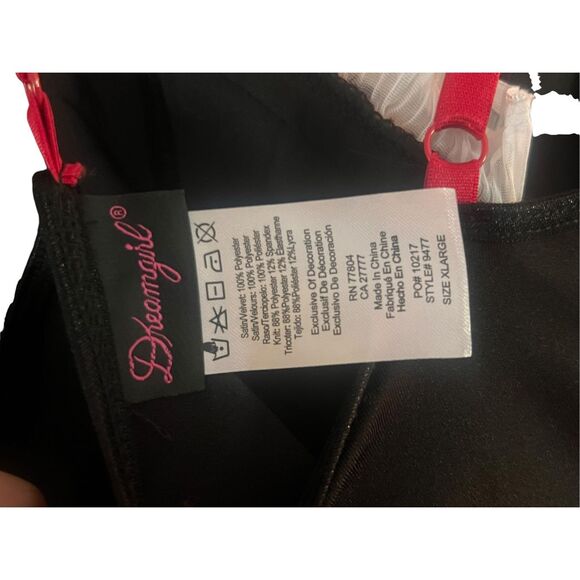 Dreamgirl®
Satin/Velvet: 100% Polyester
Satin/Velours: 100% Polyester
Raso/Terciopelo: 100% Poliéster
Knit: 88% Polyester 12% Spandex
Tricoter: 88%Polyester 12% Élasthanne
Tejido: 88%Poliéster 12%Lycra
Exclusive of Decoration
Exclusif De Décoration
Exclusivo De Decoración
RN 77804
CA 27777
Made In China
Fabriqué En Chine
Hecho En China
PO# 10217
STYLE# 9477
SIZE XLARGE